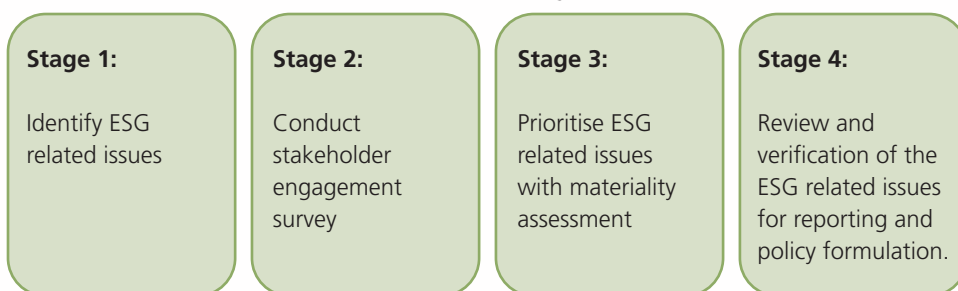 Stage 1:
Identify ESG
related issues
Stage 2:
Conduct
stakeholder
engagement
survey
Stage 3:
Prioritise ESG
related issues
with materiality
assessment
Stage 4:
Review and
verification of the
ESG related issues
for reporting and
policy formulation.